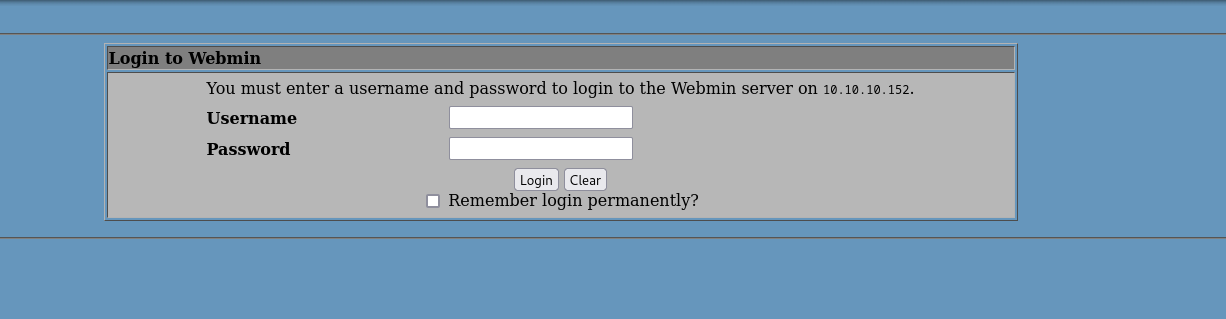 Login to Webmin
You must enter a username and password to login to the Webmin server on 10.10.10.152.
Username
Password
Login Clear
Remember login permanently?